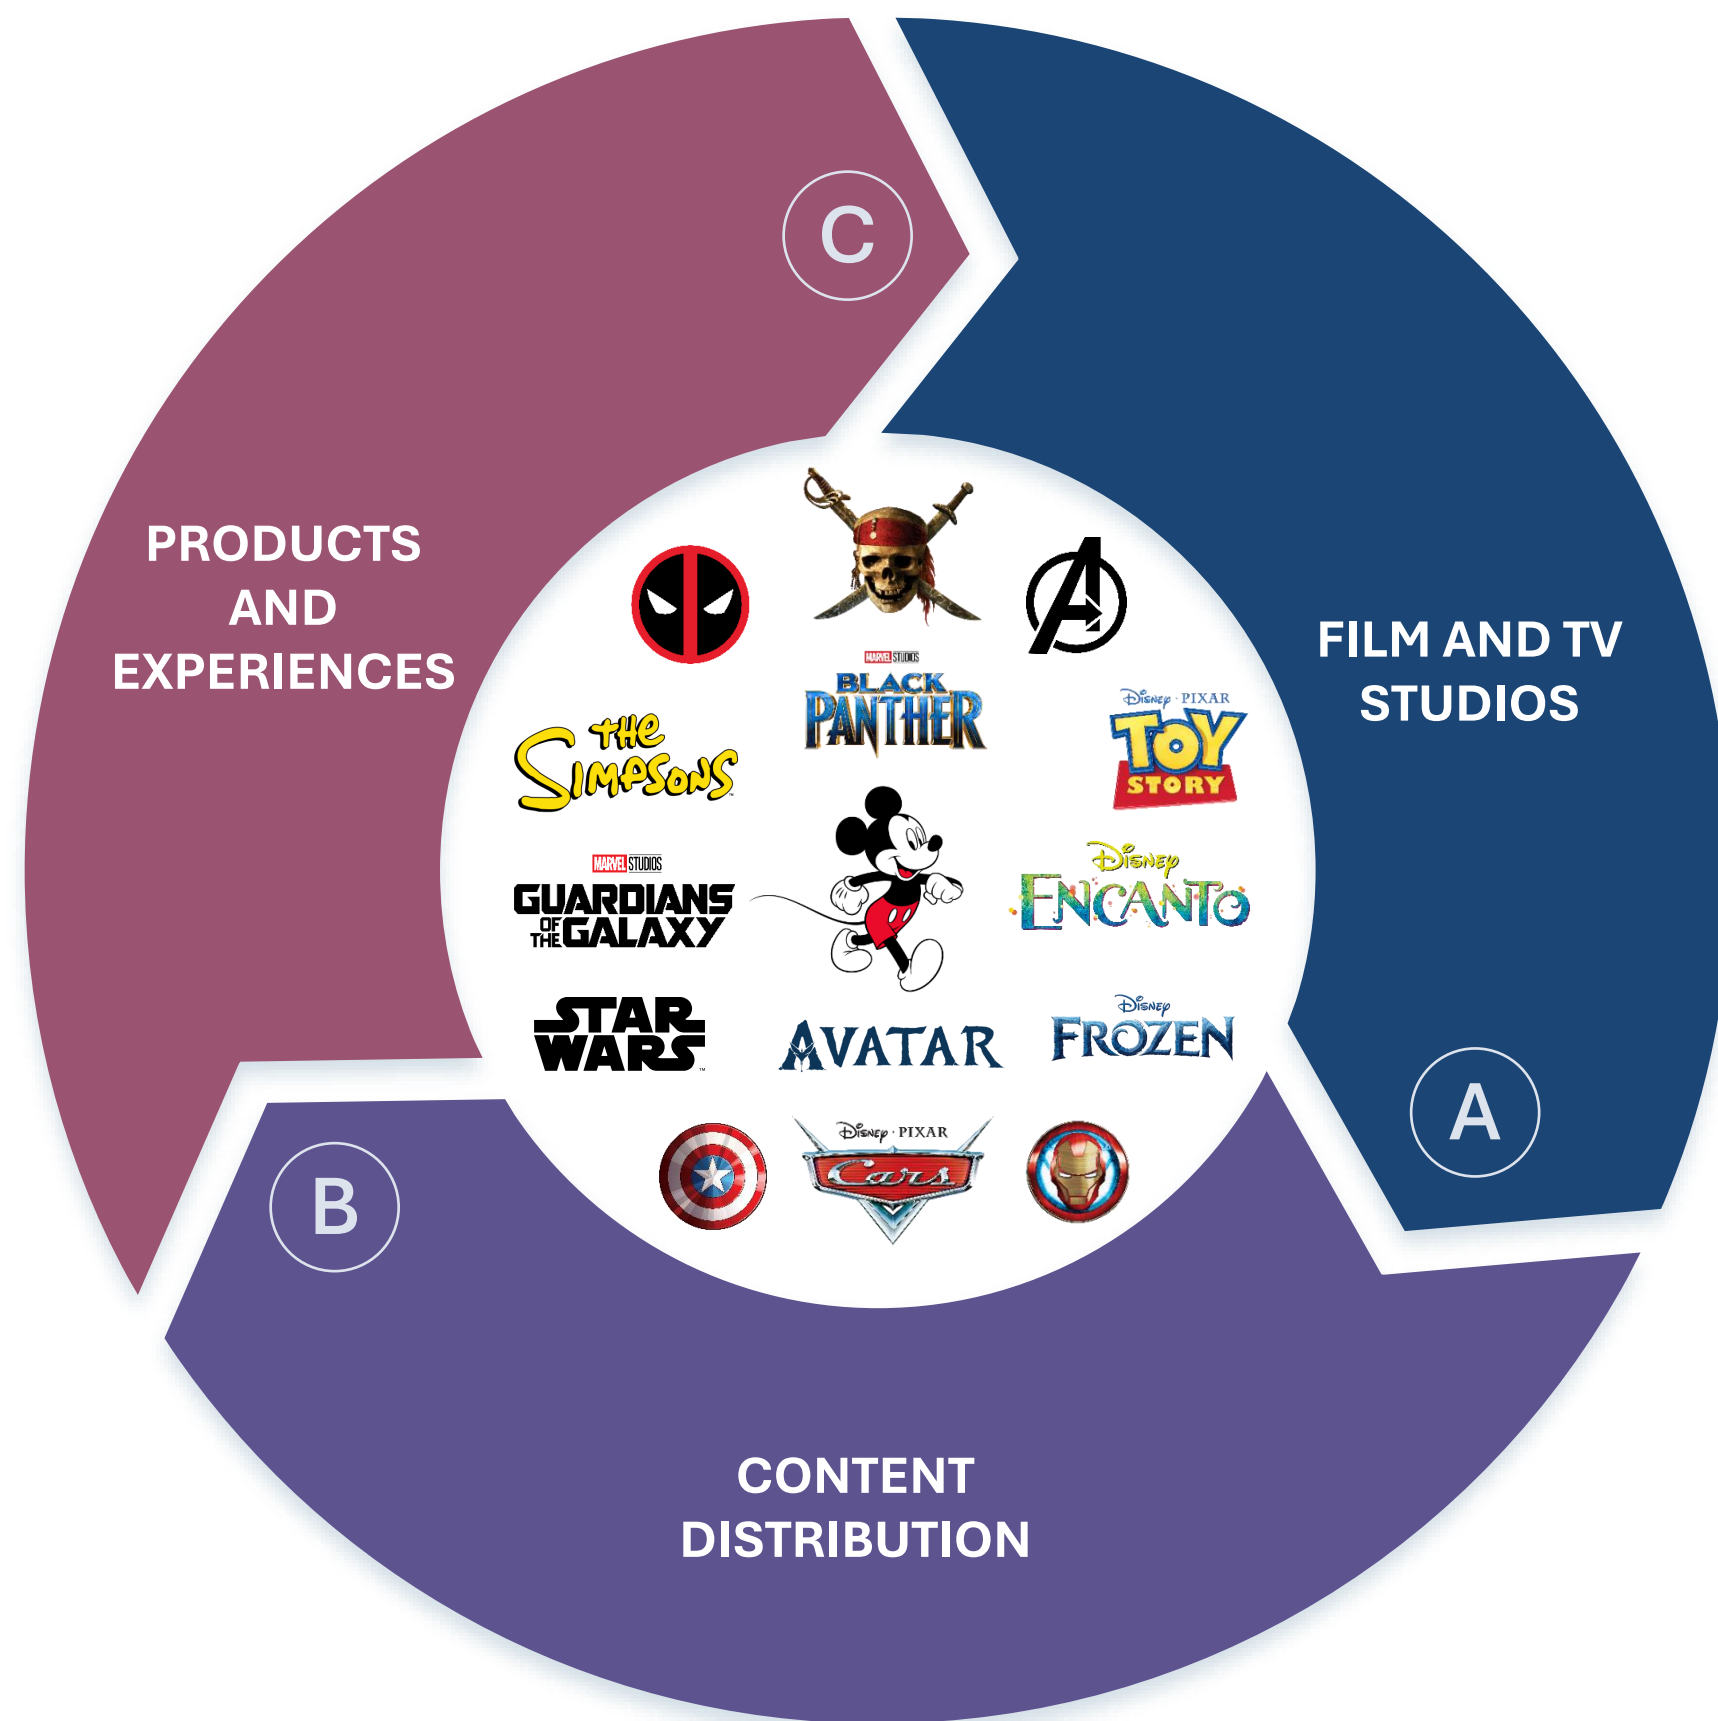 C
PRODUCTS
AND
EXPERIENCES
FILM AND TV
STUDIOS
A
B
CONTENT
DISTRIBUTION
MARVEL STUDIOS
BLACK
PANTHER
THE
SIMPSONS
DISNEY · PIXAR
TOY
STORY
MARVEL STUDIOS
GUARDIANS
OF
THE GALAXY
DISNEY
ENCANTO
STAR
WARS
AVATAR
DISNEY
FROZEN
DISNEY · PIXAR
Cars